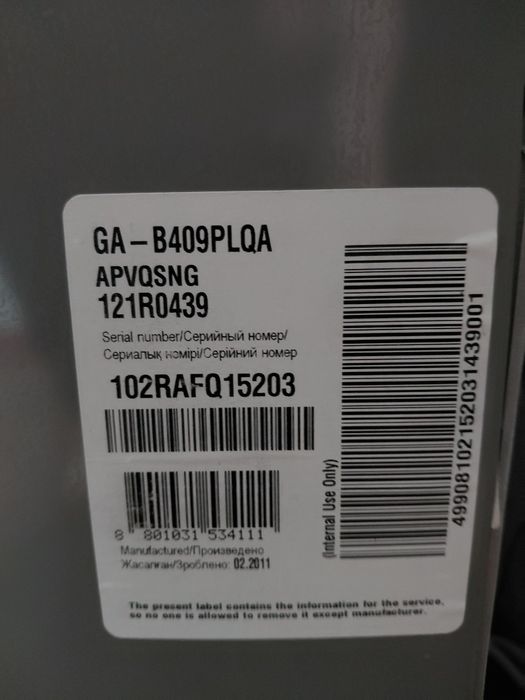 GA-B409PLQA
APVQSNG
121R0439
Serial number/Серийный номер/
Сериалық нөмірі/Серійний номер
102RAFQ15203
8 801031 534111
Manufactured/Произведено
Жасалған/Зроблено: 02.2011
(Internal Use Only)
49908102152031439001
The present label contains the information for the service,
so no one is allowed to remove it except manufacturer.